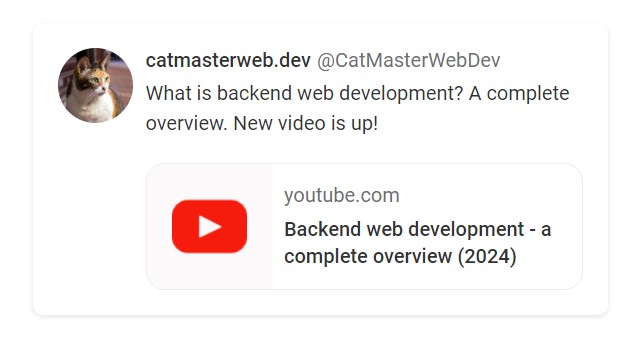 catmasterweb.dev @CatMasterWebDev
What is backend web development? A complete
overview. New video is up!
youtube.com
Backend web development - a
complete overview (2024)